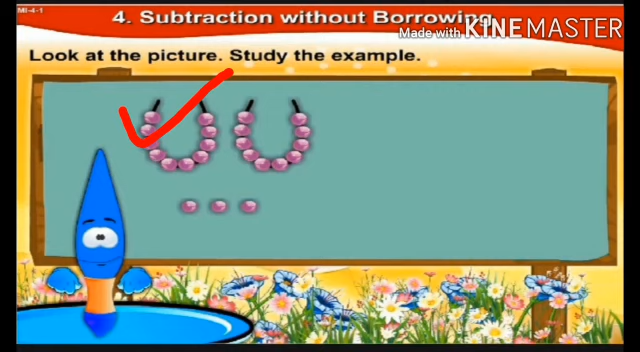 MI-4-1
4. Subtraction without Borrowing
Made with KINEMASTER
Look at the picture. Study the example.